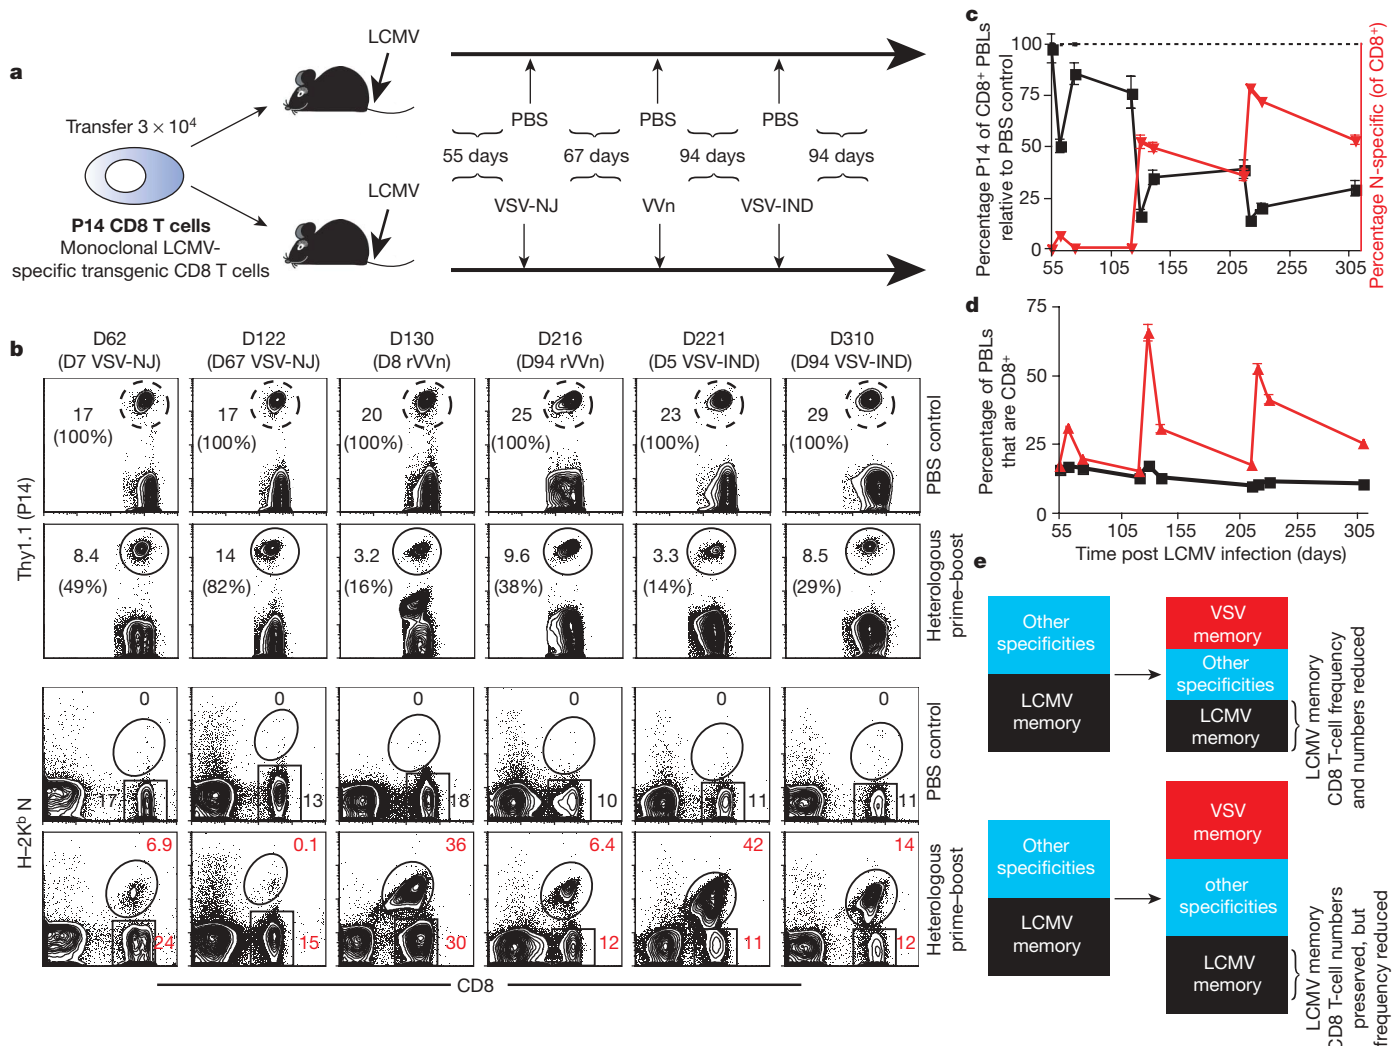 a
Transfer 3 × 10⁴
P14 CD8 T cells
Monoclonal LCMV-
specific transgenic CD8 T cells
LCMV
LCMV
PBS
PBS
PBS
55 days
67 days
94 days
94 days
VSV-NJ
VVn
VSV-IND
b
D62
(D7 VSV-NJ)
D122
(D67 VSV-NJ)
D130
(D8 rVVn)
D216
(D94 rVVn)
D221
(D5 VSV-IND)
D310
(D94 VSV-IND)
Thy1.1 (P14)
17
(100%)
17
(100%)
20
(100%)
25
(100%)
23
(100%)
29
(100%)
PBS control
8.4
(49%)
14
(82%)
3.2
(16%)
9.6
(38%)
3.3
(14%)
8.5
(29%)
Heterologous
prime–boost
H–2Kᵇ N
0
17
0
13
0
18
0
10
0
11
0
11
PBS control
6.9
24
0.1
15
36
30
6.4
12
42
11
14
12
Heterologous
prime–boost
CD8
c
Percentage P14 of CD8⁺ PBLs
relative to PBS control
100
75
50
25
0
55
105
155
205
255
305
Percentage N-specific (of CD8⁺)
d
Percentage of PBLs
that are CD8⁺
75
50
25
0
55
105
155
205
255
305
Time post LCMV infection (days)
e
Other
specificities
LCMV
memory
VSV
memory
Other
specificities
LCMV
memory
LCMV memory
CD8 T-cell frequency
and numbers reduced
Other
specificities
LCMV
memory
VSV
memory
other
specificities
LCMV
memory
LCMV memory
CD8 T-cell numbers
preserved, but
frequency reduced